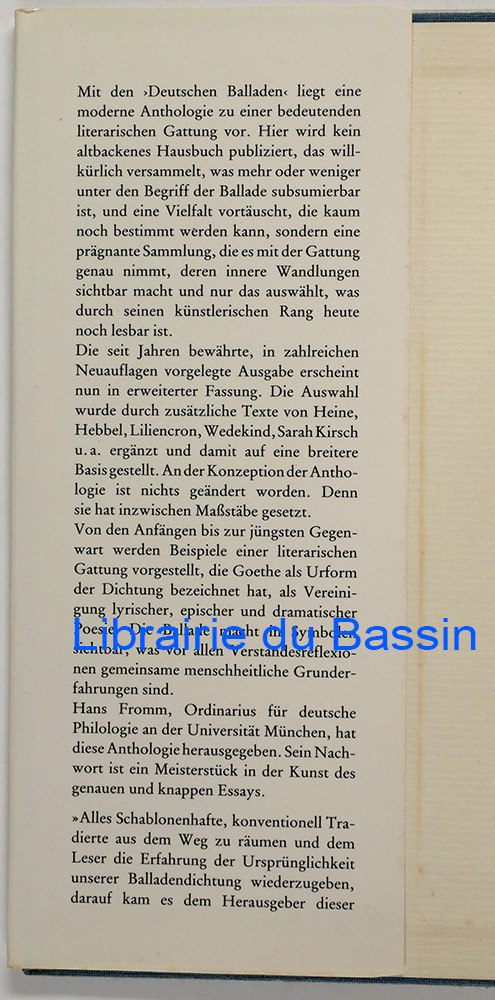 Mit den ›Deutschen Balladen‹ liegt eine
moderne Anthologie zu einer bedeutenden
literarischen Gattung vor. Hier wird kein
altbackenes Hausbuch publiziert, das will-
kürlich versammelt, was mehr oder weniger
unter den Begriff der Ballade subsumierbar
ist, und eine Vielfalt vortäuscht, die kaum
noch bestimmt werden kann, sondern eine
prägnante Sammlung, die es mit der Gattung
genau nimmt, deren innere Wandlungen
sichtbar macht und nur das auswählt, was
durch seinen künstlerischen Rang heute
noch lesbar ist.
Die seit Jahren bewährte, in zahlreichen
Neuauflagen vorgelegte Ausgabe erscheint
nun in erweiterter Fassung. Die Auswahl
wurde durch zusätzliche Texte von Heine,
Hebbel, Liliencron, Wedekind, Sarah Kirsch
u. a. ergänzt und damit auf eine breitere
Basis gestellt. An der Konzeption der Antho-
logie ist nichts geändert worden. Denn
sie hat inzwischen Maßstäbe gesetzt.
Von den Anfängen bis zur jüngsten Gegen-
wart werden Beispiele einer literarischen
Gattung vorgestellt, die Goethe als Urform
der Dichtung bezeichnet hat, als Vereini-
gung lyrischer, epischer und dramatischer
Poesie. Die Ballade macht in Symbolen
sichtbar, was vor allen Verstandesreflexio-
nen gemeinsame menschheitliche Grunder-
fahrungen sind.
Hans Fromm, Ordinarius für deutsche
Philologie an der Universität München, hat
diese Anthologie herausgegeben. Sein Nach-
wort ist ein Meisterstück in der Kunst des
genauen und knappen Essays.
»Alles Schablonenhafte, konventionell Tra-
dierte aus dem Weg zu räumen und dem
Leser die Erfahrung der Ursprünglichkeit
unserer Balladendichtung wiederzugeben,
darauf kam es dem Herausgeber dieser
Librairie du Bassin